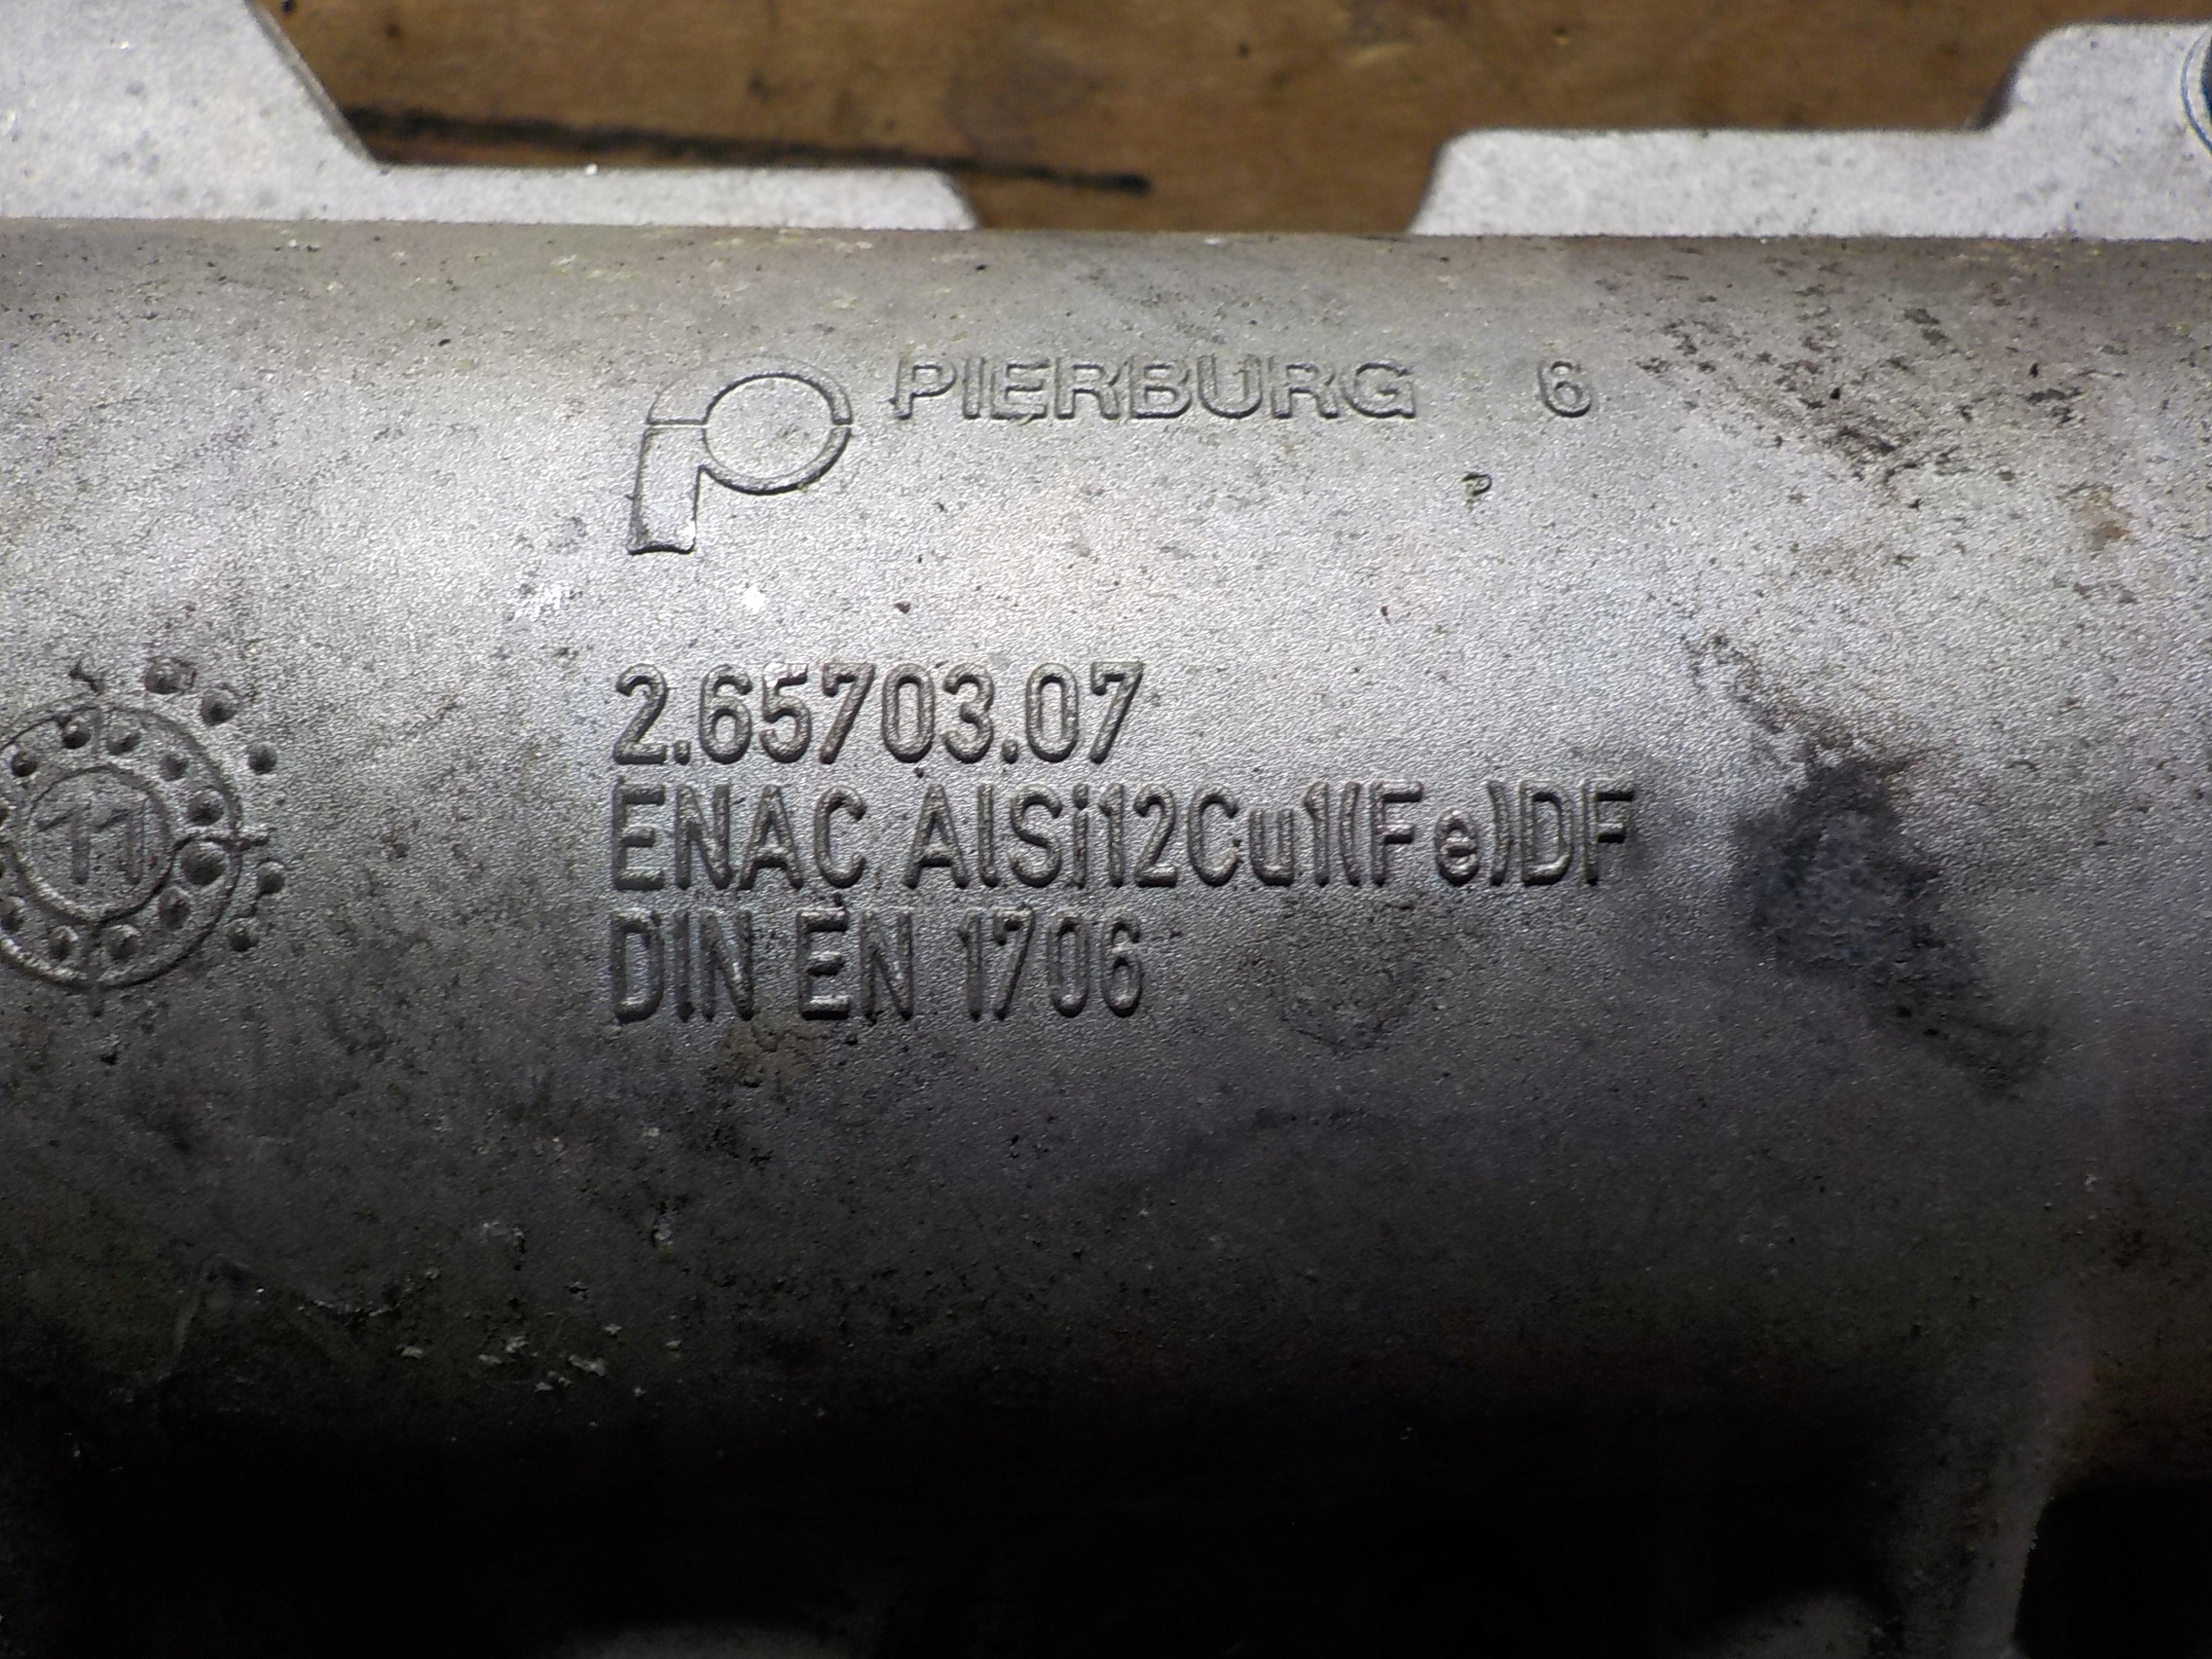 PIERBURG 6
2.65703.07
ENAC AlSi12Cu1(Fe)DF
DIN EN 1706
11